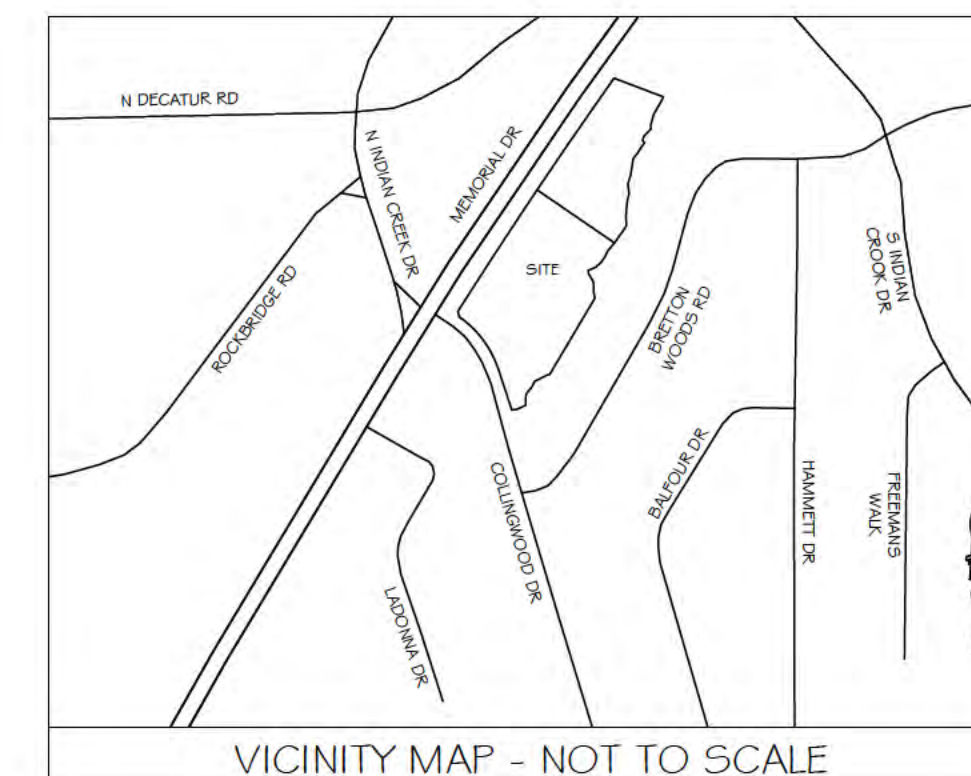 N DECATUR RD
N INDIAN CREEK DR
MEMORIAL DR
ROCKBRIDGE RD
SITE
BRETTON
WOODS RD
S INDIAN
CROOK DR
BALFOUR DR
COLLINGWOOD DR
HAMMETT DR
FREEMANS
WALK
LADONNA DR
VICINITY MAP - NOT TO SCALE